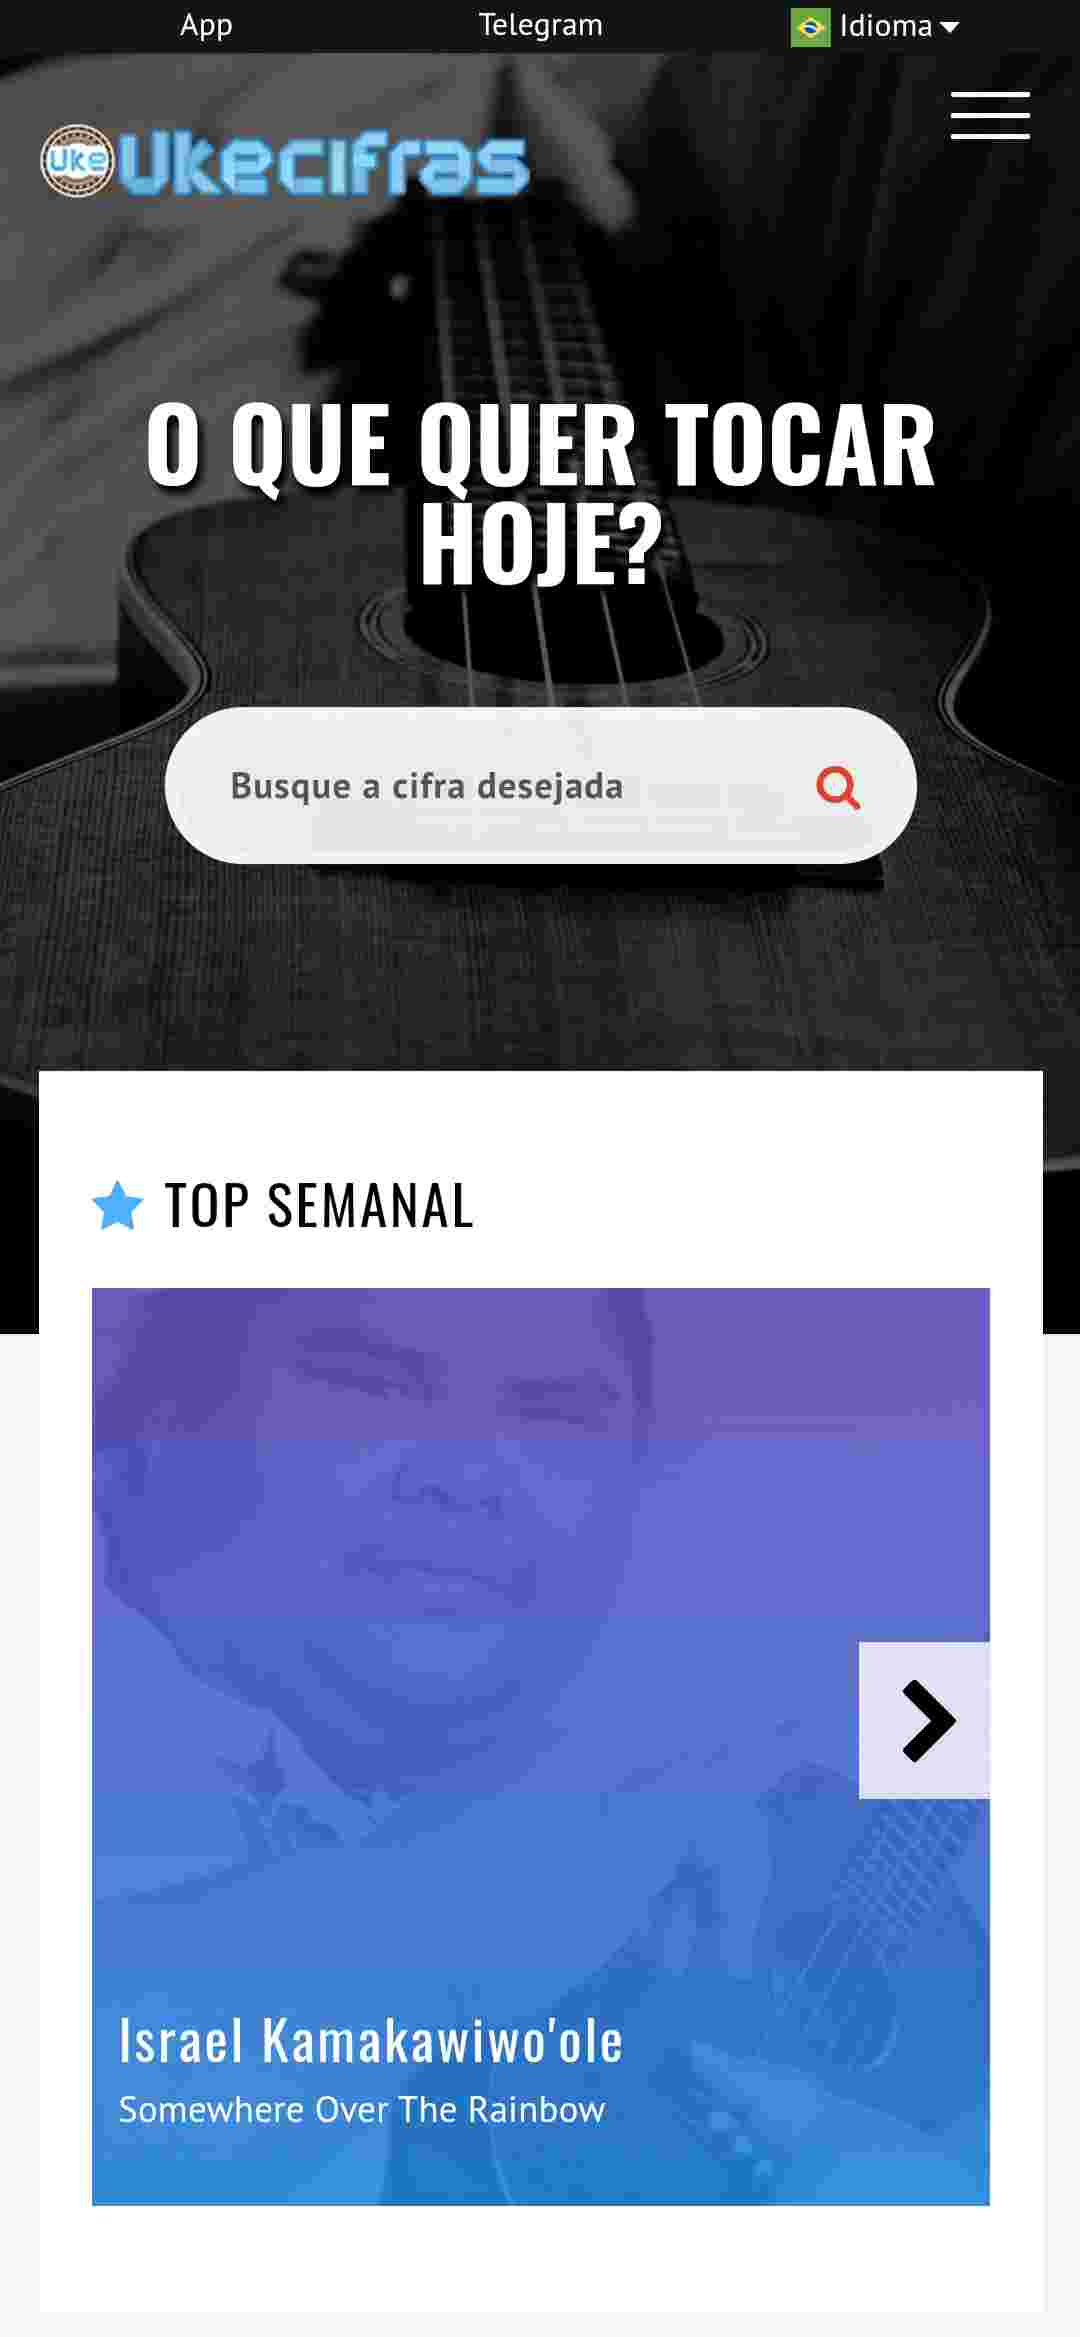 App Telegram Idioma
Uke Ukecifras
O QUE QUER TOCAR
HOJE?
Busque a cifra desejada
TOP SEMANAL
Israel Kamakawiwo'ole
Somewhere Over The Rainbow